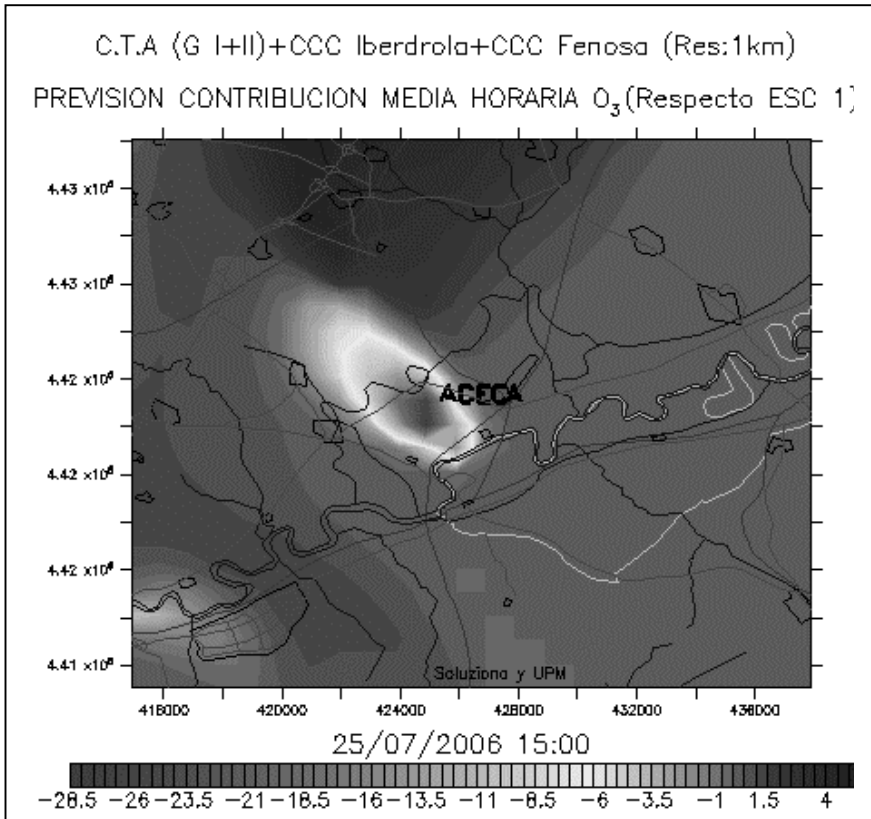 C.T.A (G I+II)+CCC Iberdrola+CCC Fenosa (Res:1km)
PREVISION CONTRIBUCION MEDIA HORARIA O₃(Respecto ESC 1)
4.43 x10⁶
4.43 x10⁶
4.42 x10⁶
ACECA
4.42 x10⁶
4.42 x10⁶
4.41 x10⁶
Soluziona y UPM
416000 420000 424000 428000 432000 436000
25/07/2006 15:00
-28.5 -26 -23.5 -21 -18.5 -16 -13.5 -11 -8.5 -6 -3.5 -1 1.5 4